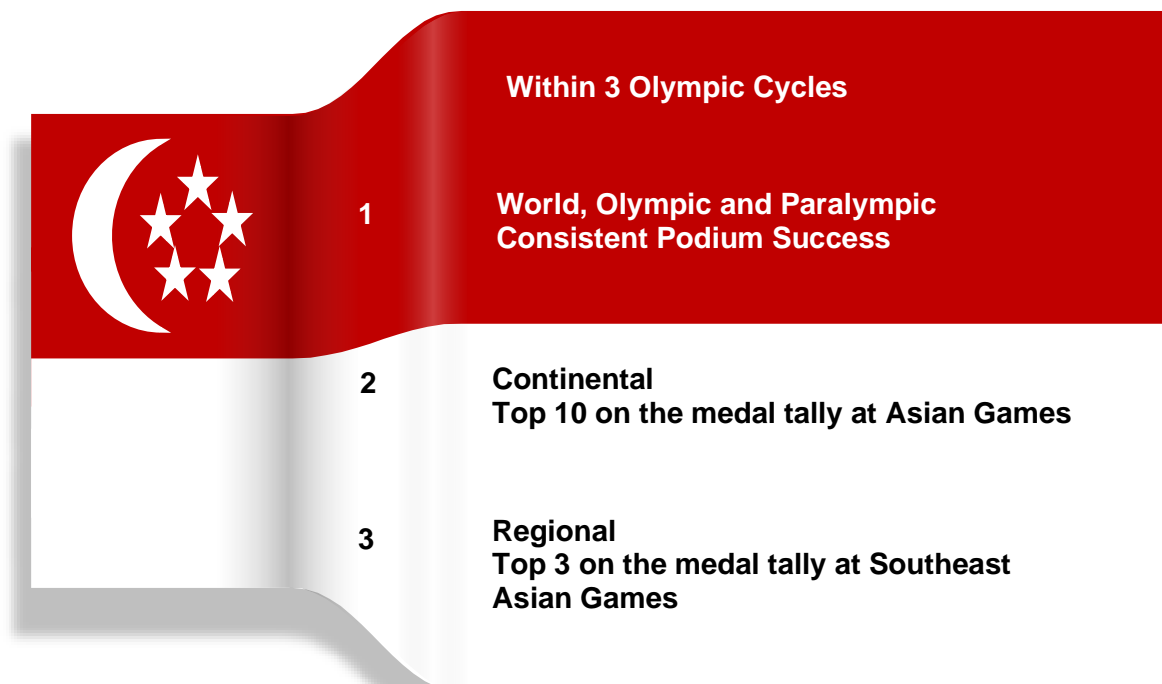 Within 3 Olympic Cycles
1
World, Olympic and Paralympic
Consistent Podium Success
2
Continental
Top 10 on the medal tally at Asian Games
3
Regional
Top 3 on the medal tally at Southeast
Asian Games